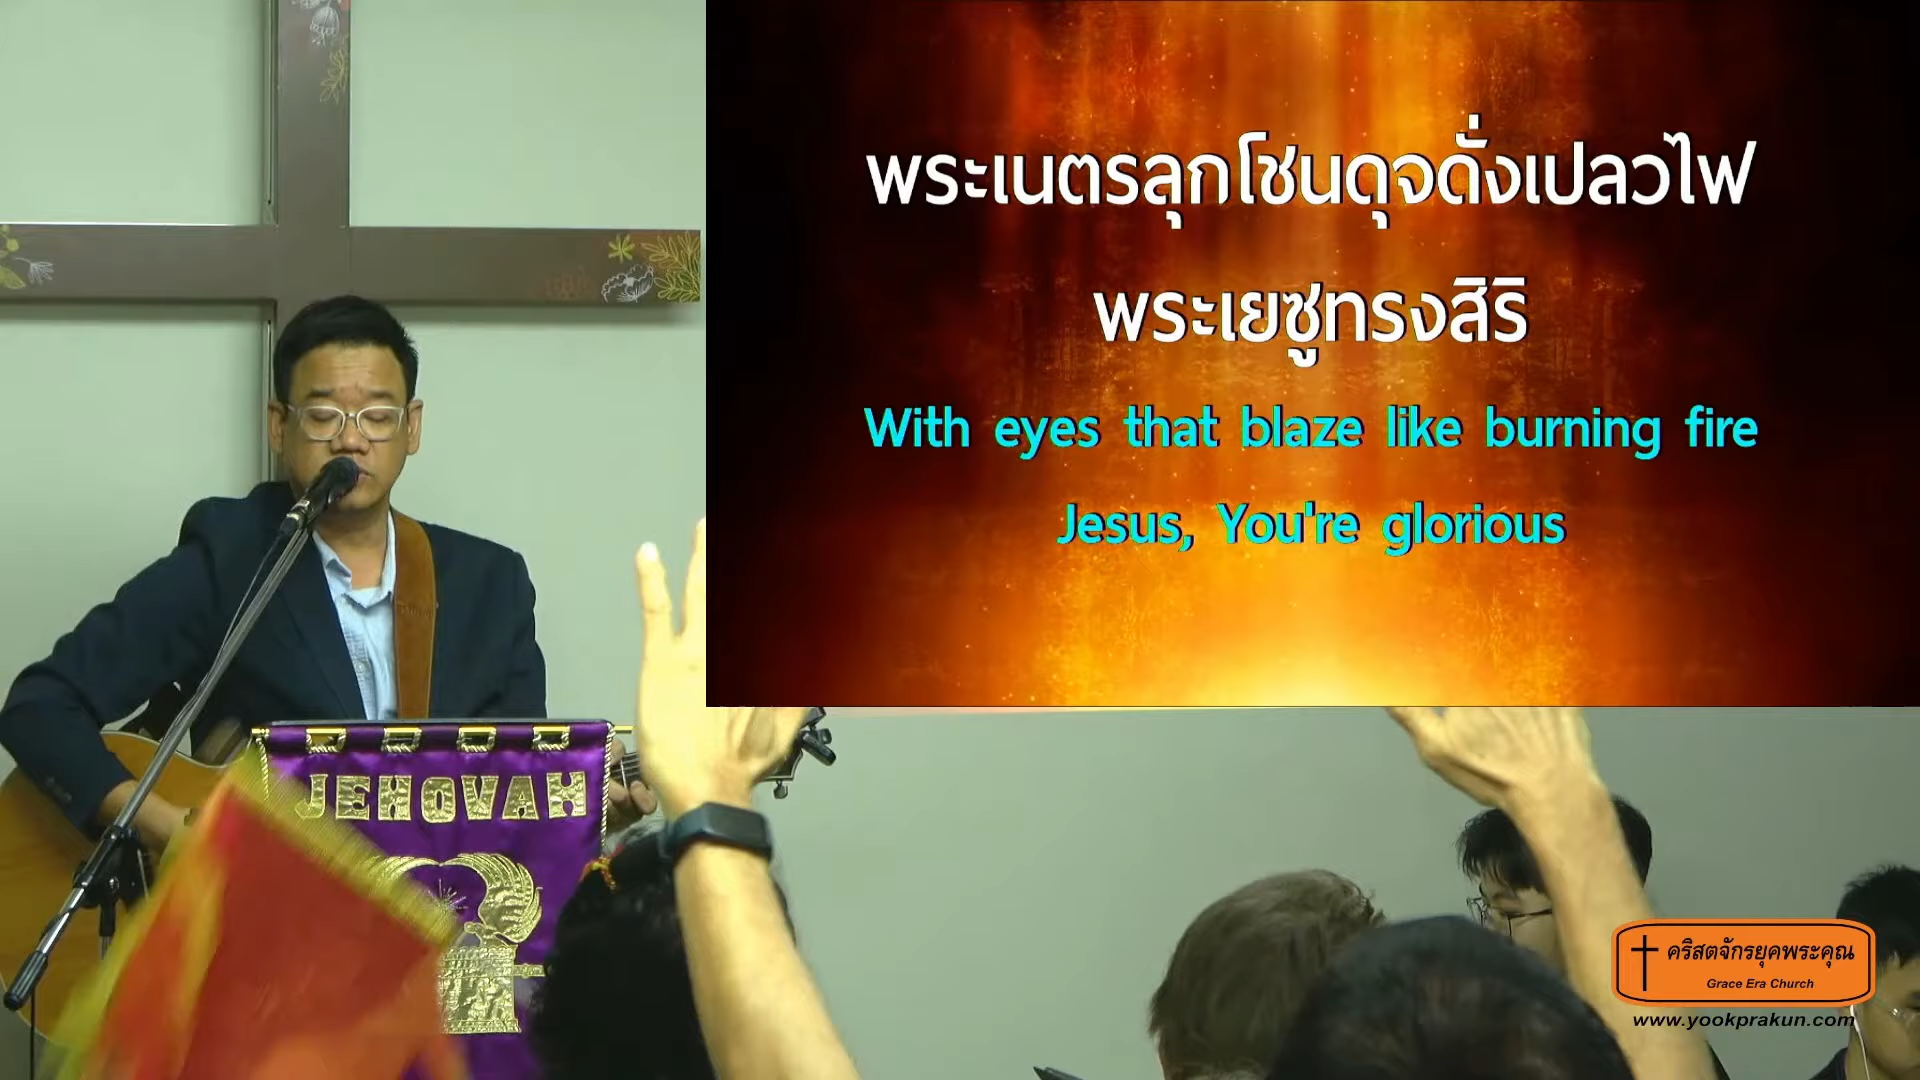 พระเนตรลุกโชนดุจดั่งเปลวไฟ
พระเยซูทรงสิริ
With eyes that blaze like burning fire
Jesus, You're glorious
JEHOVAH
คริสตจักรยุคพระคุณ
Grace Era Church
www.yookprakun.com